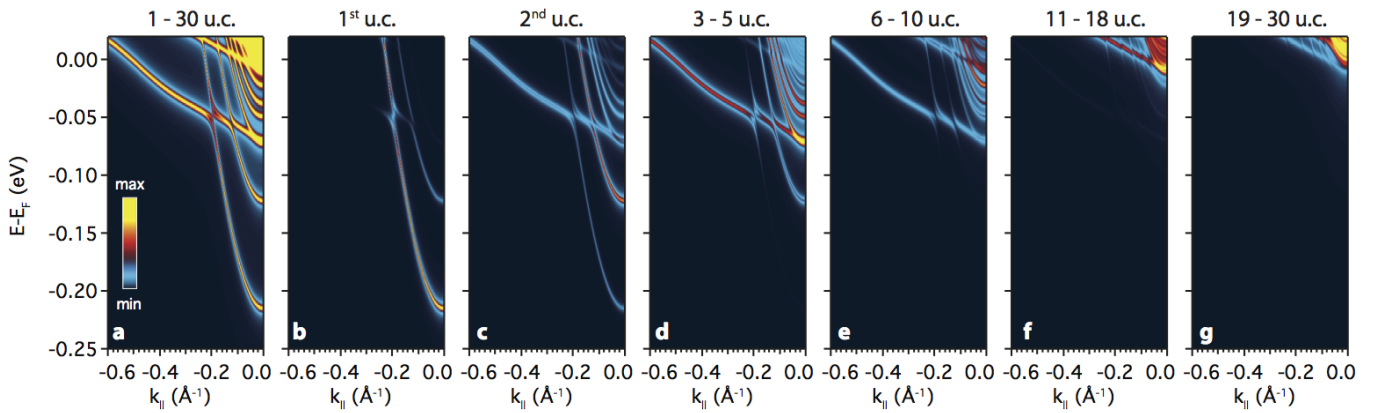 1 - 30 u.c. 1st u.c. 2nd u.c. 3 - 5 u.c. 6 - 10 u.c. 11 - 18 u.c. 19 - 30 u.c.
0.00
-0.05
-0.10
-0.15
-0.20
-0.25
E-EF (eV)
max
min
a b c d e f g
-0.6 -0.4 -0.2 0.0 -0.6 -0.4 -0.2 0.0 -0.6 -0.4 -0.2 0.0 -0.6 -0.4 -0.2 0.0 -0.6 -0.4 -0.2 0.0 -0.6 -0.4 -0.2 0.0 -0.6 -0.4 -0.2 0.0
k|| (Å-1) k|| (Å-1) k|| (Å-1) k|| (Å-1) k|| (Å-1) k|| (Å-1) k|| (Å-1)